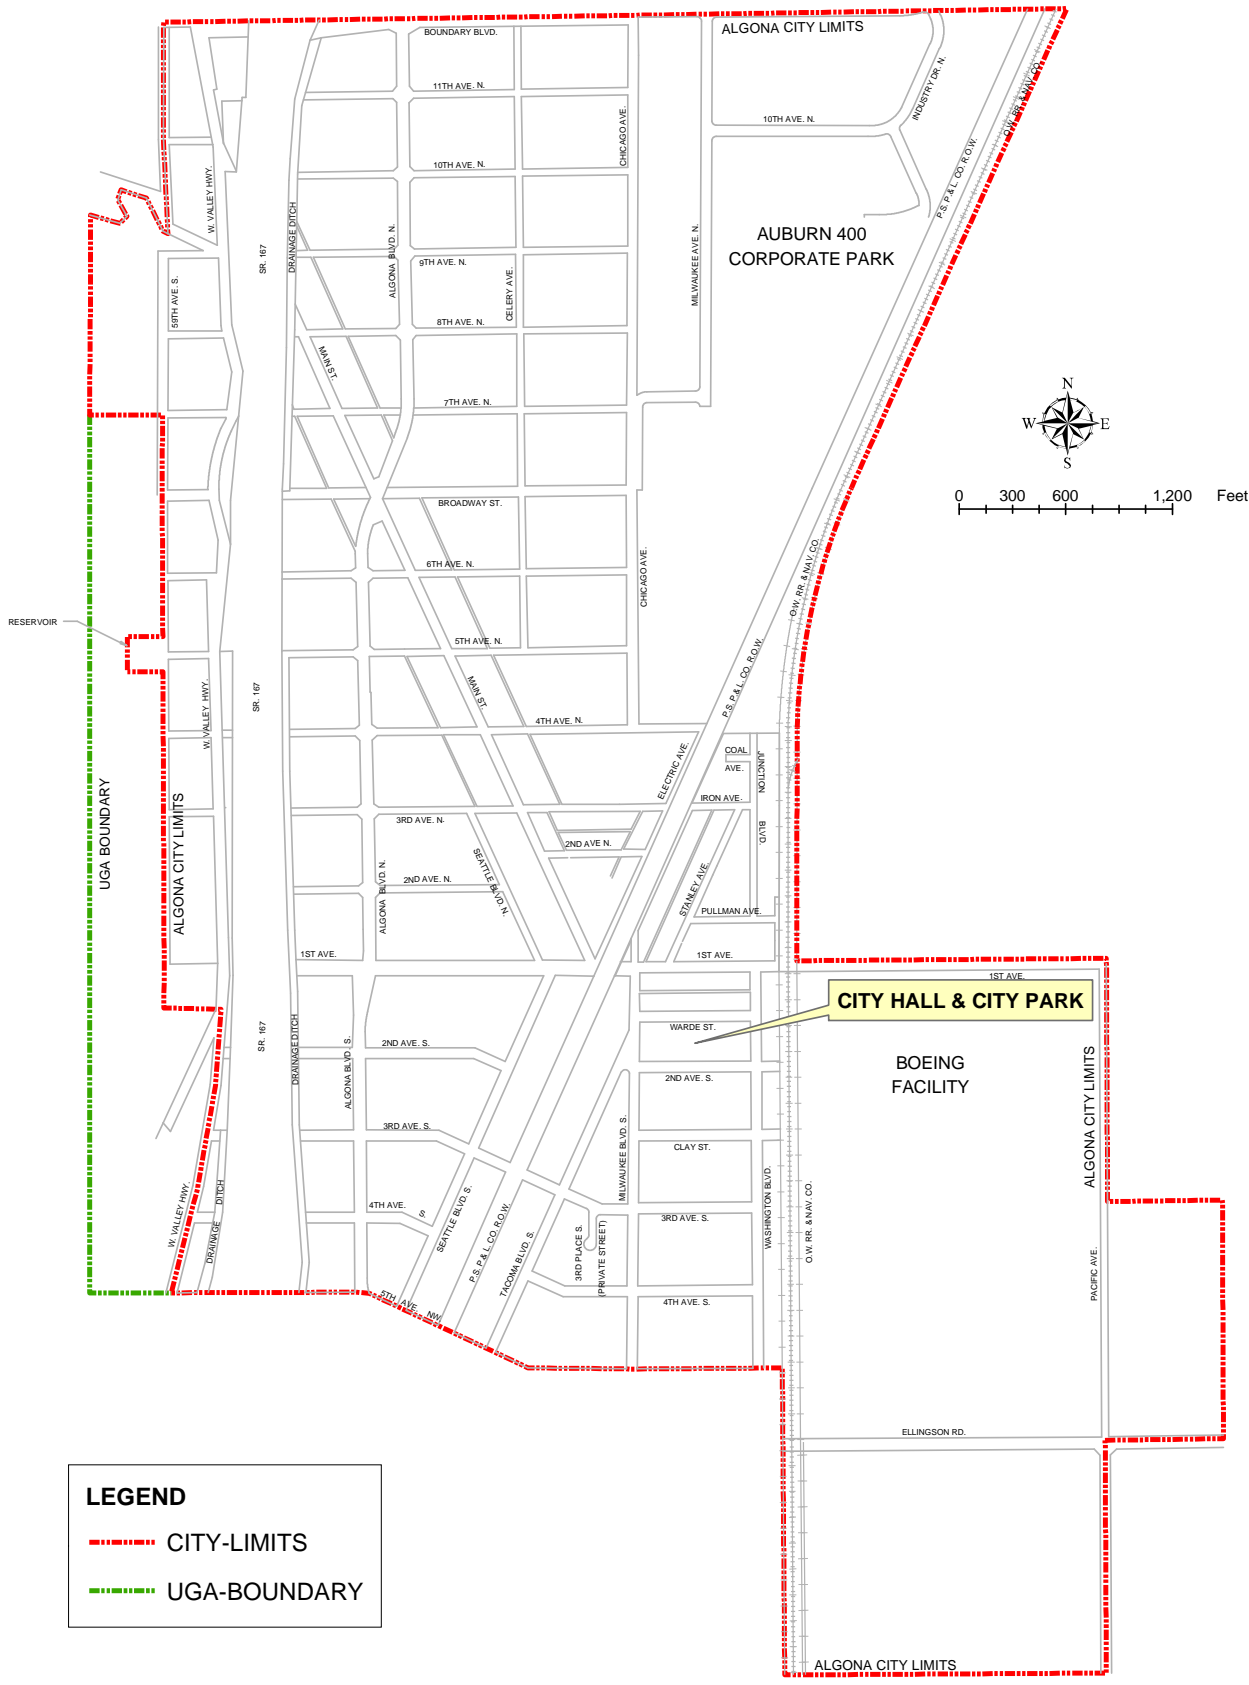 ALGONA CITY LIMITS
BOUNDARY BLVD.
11TH AVE. N.
INDUSTRY DR. N.
O.W. RR. & NAV. CO.
10TH AVE. N.
CHICAGO AVE.
10TH AVE. N.
P.S. P & L. CO. R.O.W.
W. VALLEY HWY.
SR. 167
DRAINAGE DITCH
ALGONA BLVD. N.
9TH AVE. N.
CELERY AVE.
MILWAUKEE AVE. N.
AUBURN 400
CORPORATE PARK
59TH AVE. S.
8TH AVE. N.
MAIN ST.
7TH AVE. N.
N
W
E
S
0 300 600 1,200 Feet
BROADWAY ST.
6TH AVE. N.
CHICAGO AVE.
O.W. RR. & NAV. CO.
RESERVOIR
5TH AVE. N.
W. VALLEY HWY.
SR. 167
MAIN ST.
4TH AVE. N.
P.S. P & L. CO. R.O.W.
ELECTRIC AVE.
COAL
AVE.
JUNCTION
BLVD.
IRON AVE.
UGA BOUNDARY
ALGONA CITY LIMITS
3RD AVE. N.
2ND AVE N.
SEATTLE BLVD. N.
2ND AVE. N.
ALGONA BLVD. N.
STANLEY AVE.
PULLMAN AVE.
1ST AVE.
1ST AVE.
1ST AVE.
CITY HALL & CITY PARK
WARDE ST.
SR. 167
DRAINAGE DITCH
ALGONA BLVD. S.
2ND AVE. S.
2ND AVE. S.
BOEING
FACILITY
ALGONA CITY LIMITS
3RD AVE. S.
MILWAUKEE BLVD. S.
CLAY ST.
W. VALLEY HWY.
DRAINAGE DITCH
4TH AVE. S
SEATTLE BLVD. S.
P.S. P & L. CO. R.O.W.
TACOMA BLVD. S.
3RD PLACE S.
(PRIVATE STREET)
3RD AVE. S.
WASHINGTON BLVD.
O.W. RR. & NAV. CO.
PACIFIC AVE.
5TH AVE. NW
4TH AVE. S.
ELLINGSON RD.
LEGEND
CITY-LIMITS
UGA-BOUNDARY
ALGONA CITY LIMITS